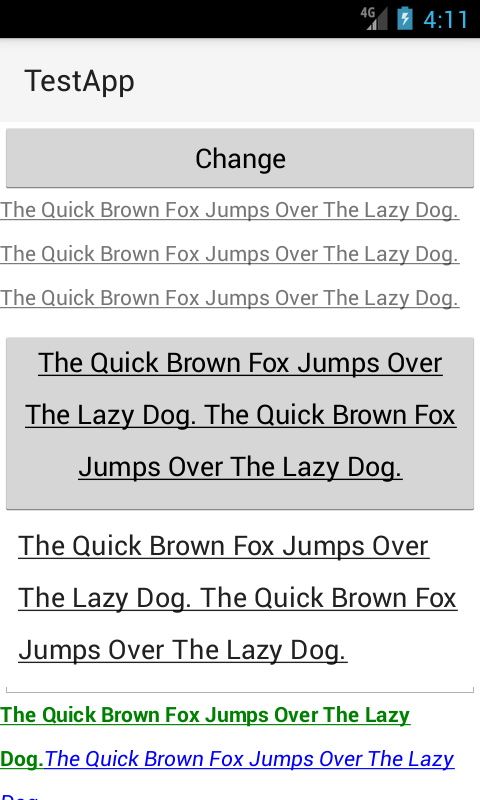 4G 4:11
TestApp
Change
The Quick Brown Fox Jumps Over The Lazy Dog.
The Quick Brown Fox Jumps Over The Lazy Dog.
The Quick Brown Fox Jumps Over The Lazy Dog.
The Quick Brown Fox Jumps Over
The Lazy Dog. The Quick Brown Fox
Jumps Over The Lazy Dog.
The Quick Brown Fox Jumps Over
The Lazy Dog. The Quick Brown Fox
Jumps Over The Lazy Dog.
The Quick Brown Fox Jumps Over The Lazy
Dog.The Quick Brown Fox Jumps Over The Lazy